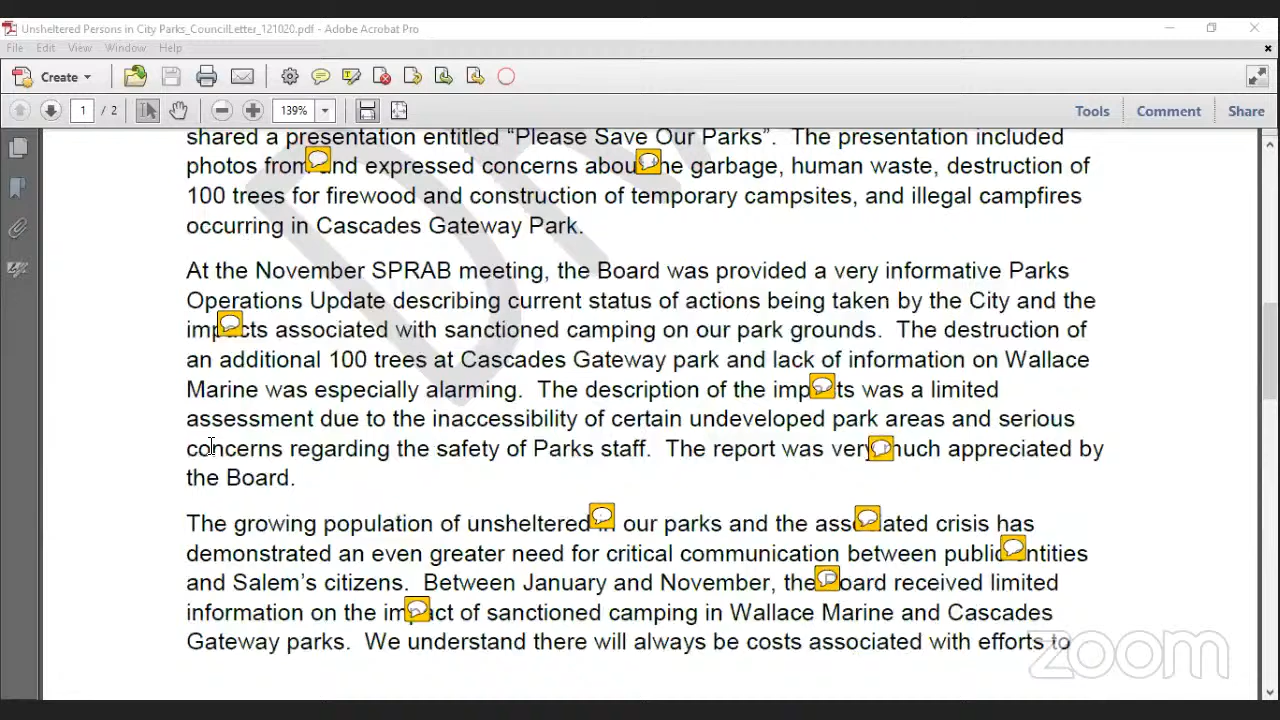 Unsheltered Persons in City Parks_CouncilLetter_121020.pdf - Adobe Acrobat Pro
File Edit View Window Help
Create
1 / 2 139% Tools Comment Share
shared a presentation entitled “Please Save Our Parks”. The presentation included
photos from and expressed concerns about the garbage, human waste, destruction of
100 trees for firewood and construction of temporary campsites, and illegal campfires
occurring in Cascades Gateway Park.
At the November SPRAB meeting, the Board was provided a very informative Parks
Operations Update describing current status of actions being taken by the City and the
impacts associated with sanctioned camping on our park grounds. The destruction of
an additional 100 trees at Cascades Gateway park and lack of information on Wallace
Marine was especially alarming. The description of the impacts was a limited
assessment due to the inaccessibility of certain undeveloped park areas and serious
concerns regarding the safety of Parks staff. The report was very much appreciated by
the Board.
The growing population of unsheltered in our parks and the associated crisis has
demonstrated an even greater need for critical communication between public entities
and Salem’s citizens. Between January and November, the Board received limited
information on the impact of sanctioned camping in Wallace Marine and Cascades
Gateway parks. We understand there will always be costs associated with efforts to
zoom